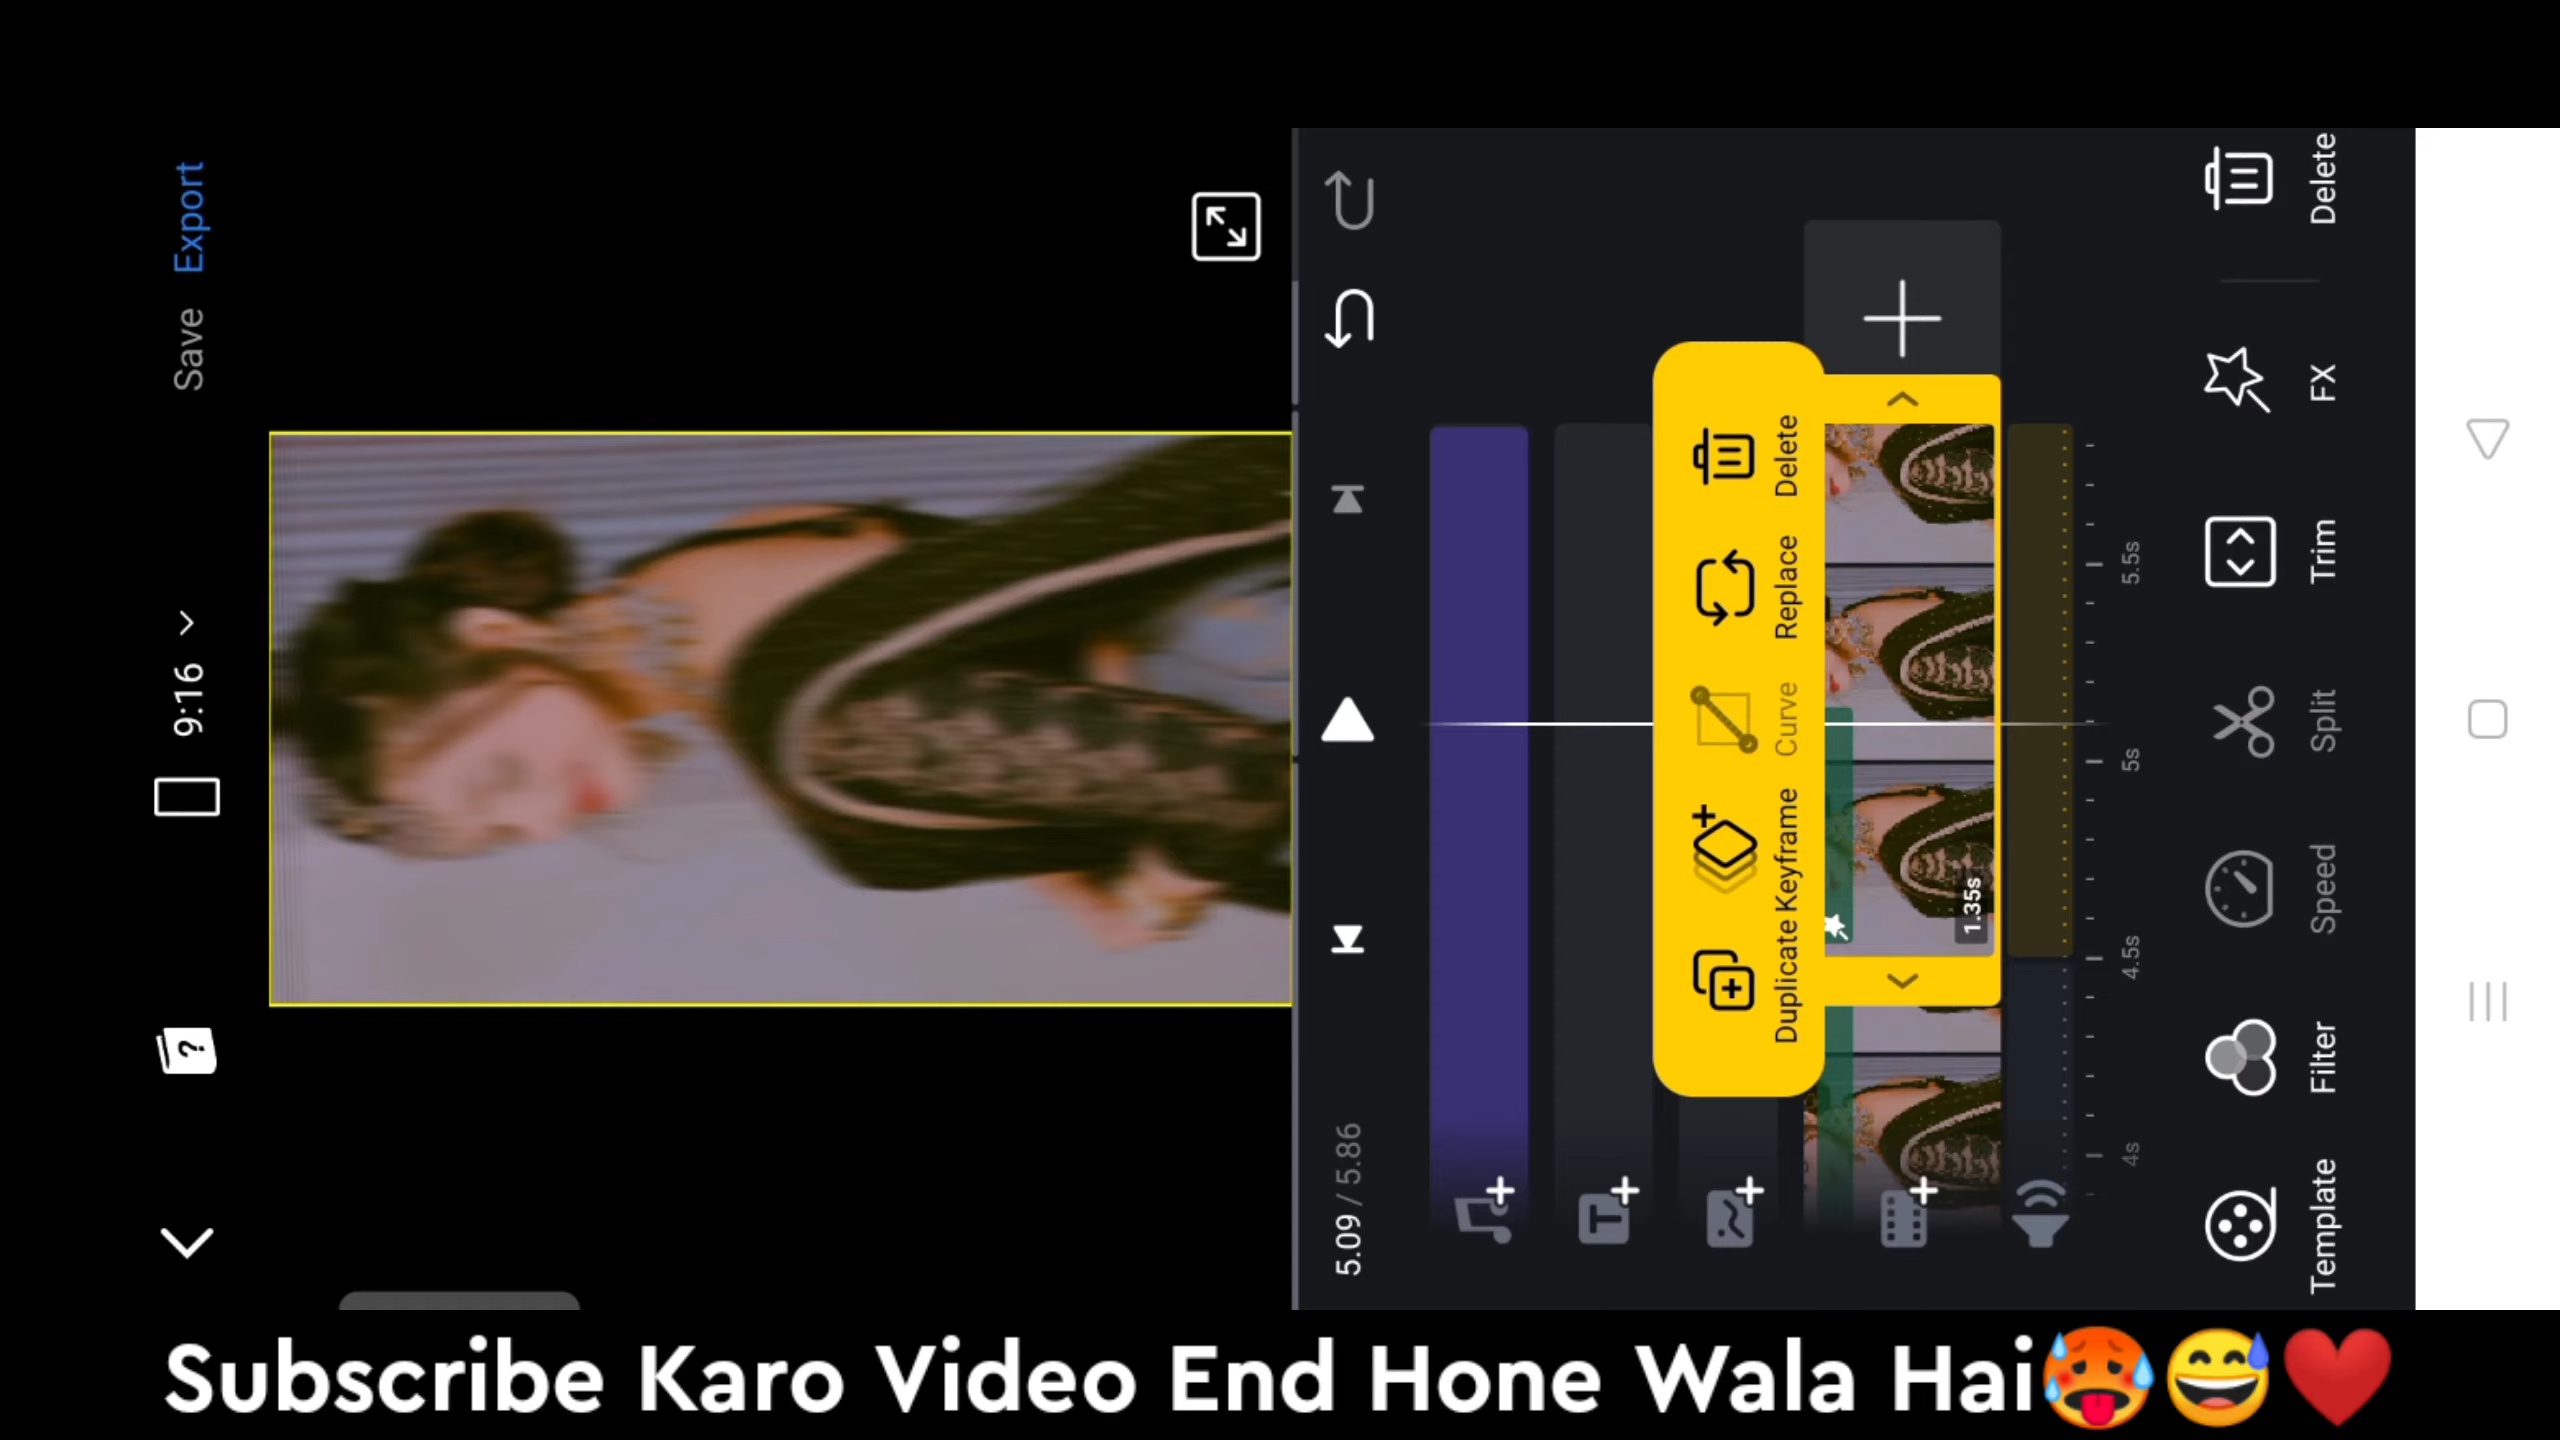 9:16
Save
Export
5.09 / 5.86
Duplicate
Keyframe
Curve
Replace
Delete
1.35s
4s
4.5s
5s
5.5s
Template
Filter
Speed
Split
Trim
FX
Delete
Subscribe Karo Video End Hone Wala Hai🥵😅❤️